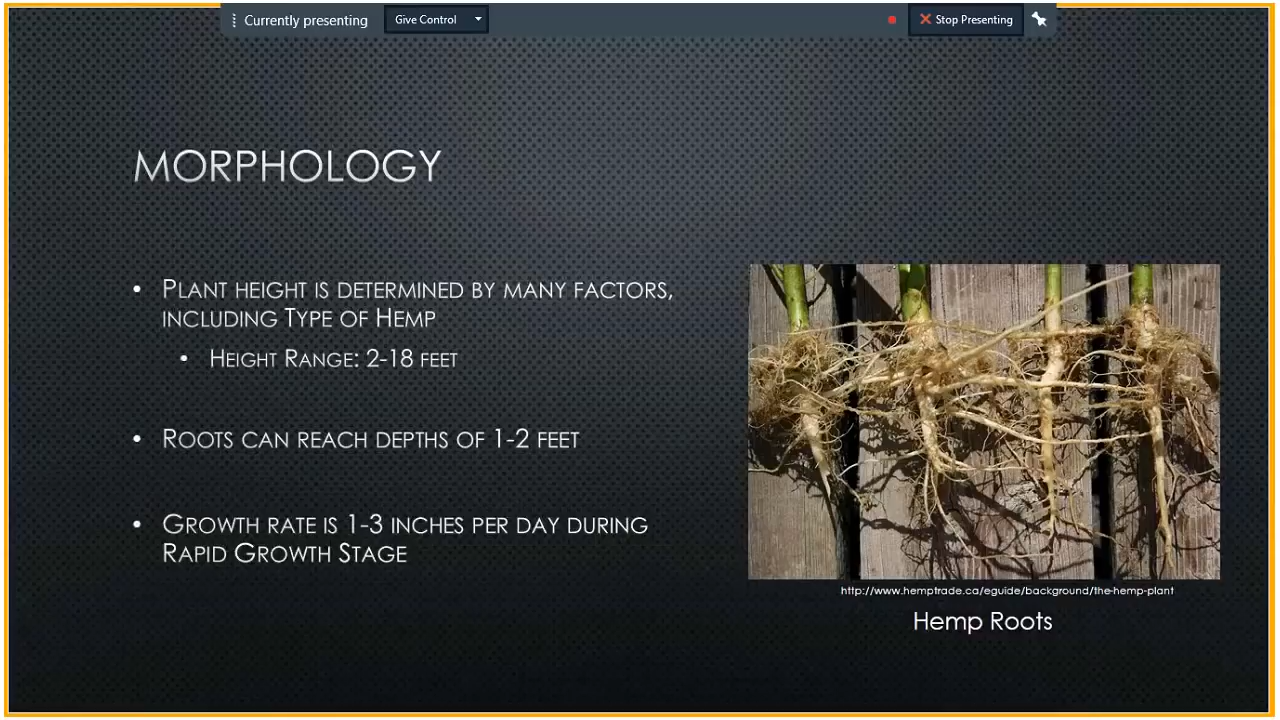 Currently presenting
Give Control
Stop Presenting
MORPHOLOGY
• PLANT HEIGHT IS DETERMINED BY MANY FACTORS,
INCLUDING TYPE OF HEMP
• HEIGHT RANGE: 2-18 FEET
• ROOTS CAN REACH DEPTHS OF 1-2 FEET
• GROWTH RATE IS 1-3 INCHES PER DAY DURING
RAPID GROWTH STAGE
http://www.hemptrade.ca/eguide/background/the-hemp-plant
Hemp Roots